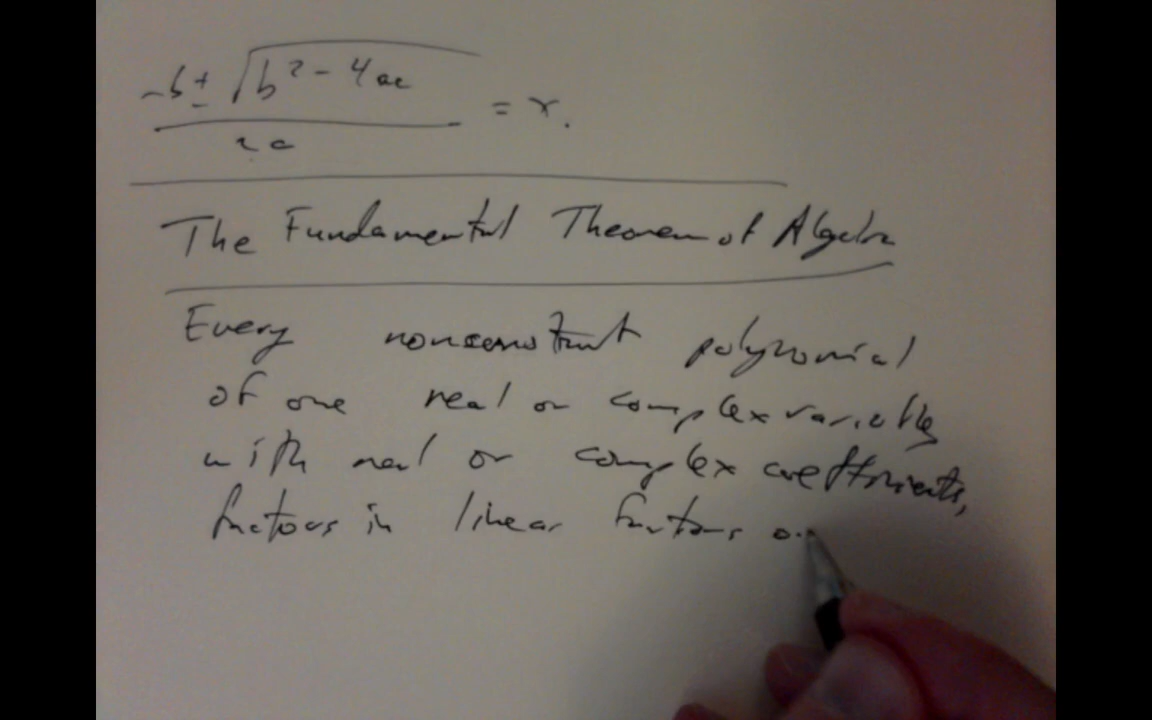 -b ± √(b² - 4ac) / 2a = x.
The Fundamental Theorem of Algebra
Every nonconstant polynomial
of one real or complex variable
with real or complex coefficients,
factors in linear factors